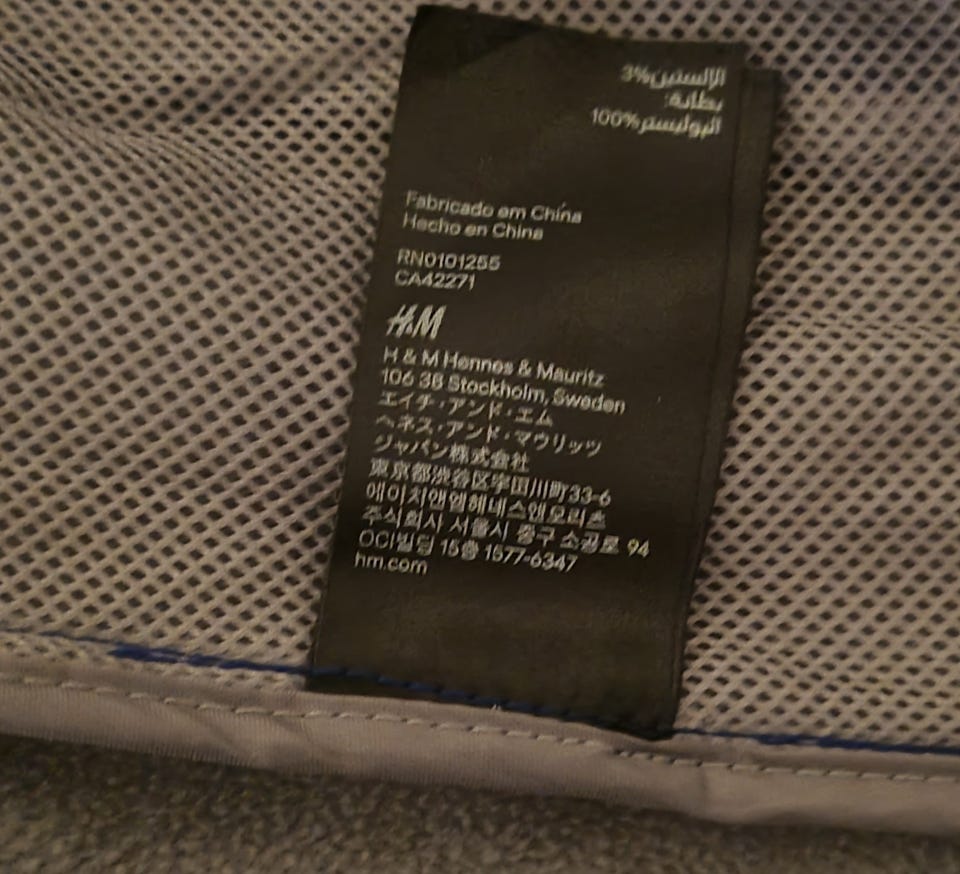 الإلستين3%
بطانة:
البوليستر100%
Fabricado em China
Hecho en China
RN0101255
CA42271
H&M
H & M Hennes & Mauritz
106 38 Stockholm, Sweden
エイチ・アンド・エム
ヘネス・アンド・マウリッツ
ジャパン株式会社
東京都渋谷区宇田川町33-6
에이치앤엠헤네스앤모리츠
주식회사 서울시 중구 소공로 94
OCI빌딩 15층 1577-6347
hm.com